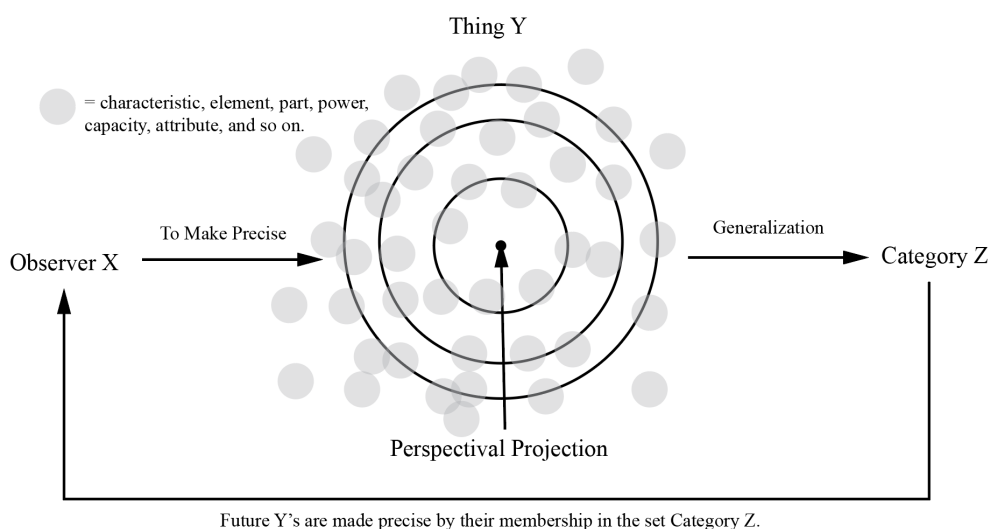 Thing Y
= characteristic, element, part, power,
capacity, attribute, and so on.
To Make Precise
Generalization
Observer X
Category Z
Perspectival Projection
Future Y's are made precise by their membership in the set Category Z.